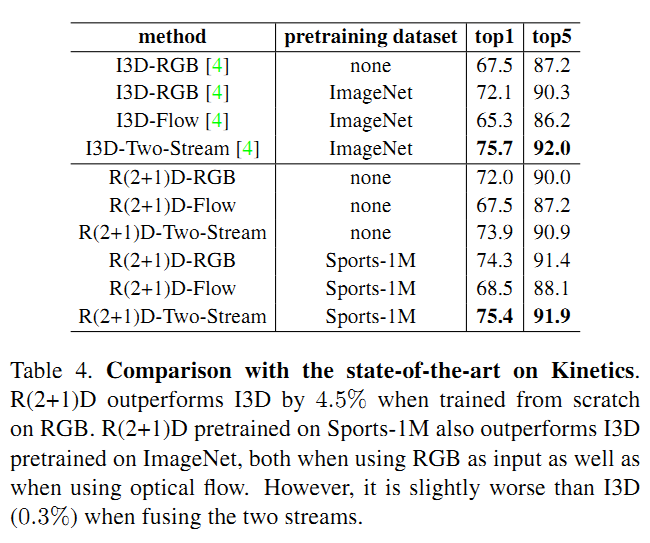 method pretraining dataset top1 top5
I3D-RGB [4] none 67.5 87.2
I3D-RGB [4] ImageNet 72.1 90.3
I3D-Flow [4] ImageNet 65.3 86.2
I3D-Two-Stream [4] ImageNet 75.7 92.0
R(2+1)D-RGB none 72.0 90.0
R(2+1)D-Flow none 67.5 87.2
R(2+1)D-Two-Stream none 73.9 90.9
R(2+1)D-RGB Sports-1M 74.3 91.4
R(2+1)D-Flow Sports-1M 68.5 88.1
R(2+1)D-Two-Stream Sports-1M 75.4 91.9
Table 4. Comparison with the state-of-the-art on Kinetics.
R(2+1)D outperforms I3D by 4.5% when trained from scratch
on RGB. R(2+1)D pretrained on Sports-1M also outperforms I3D
pretrained on ImageNet, both when using RGB as input as well as
when using optical flow. However, it is slightly worse than I3D
(0.3%) when fusing the two streams.